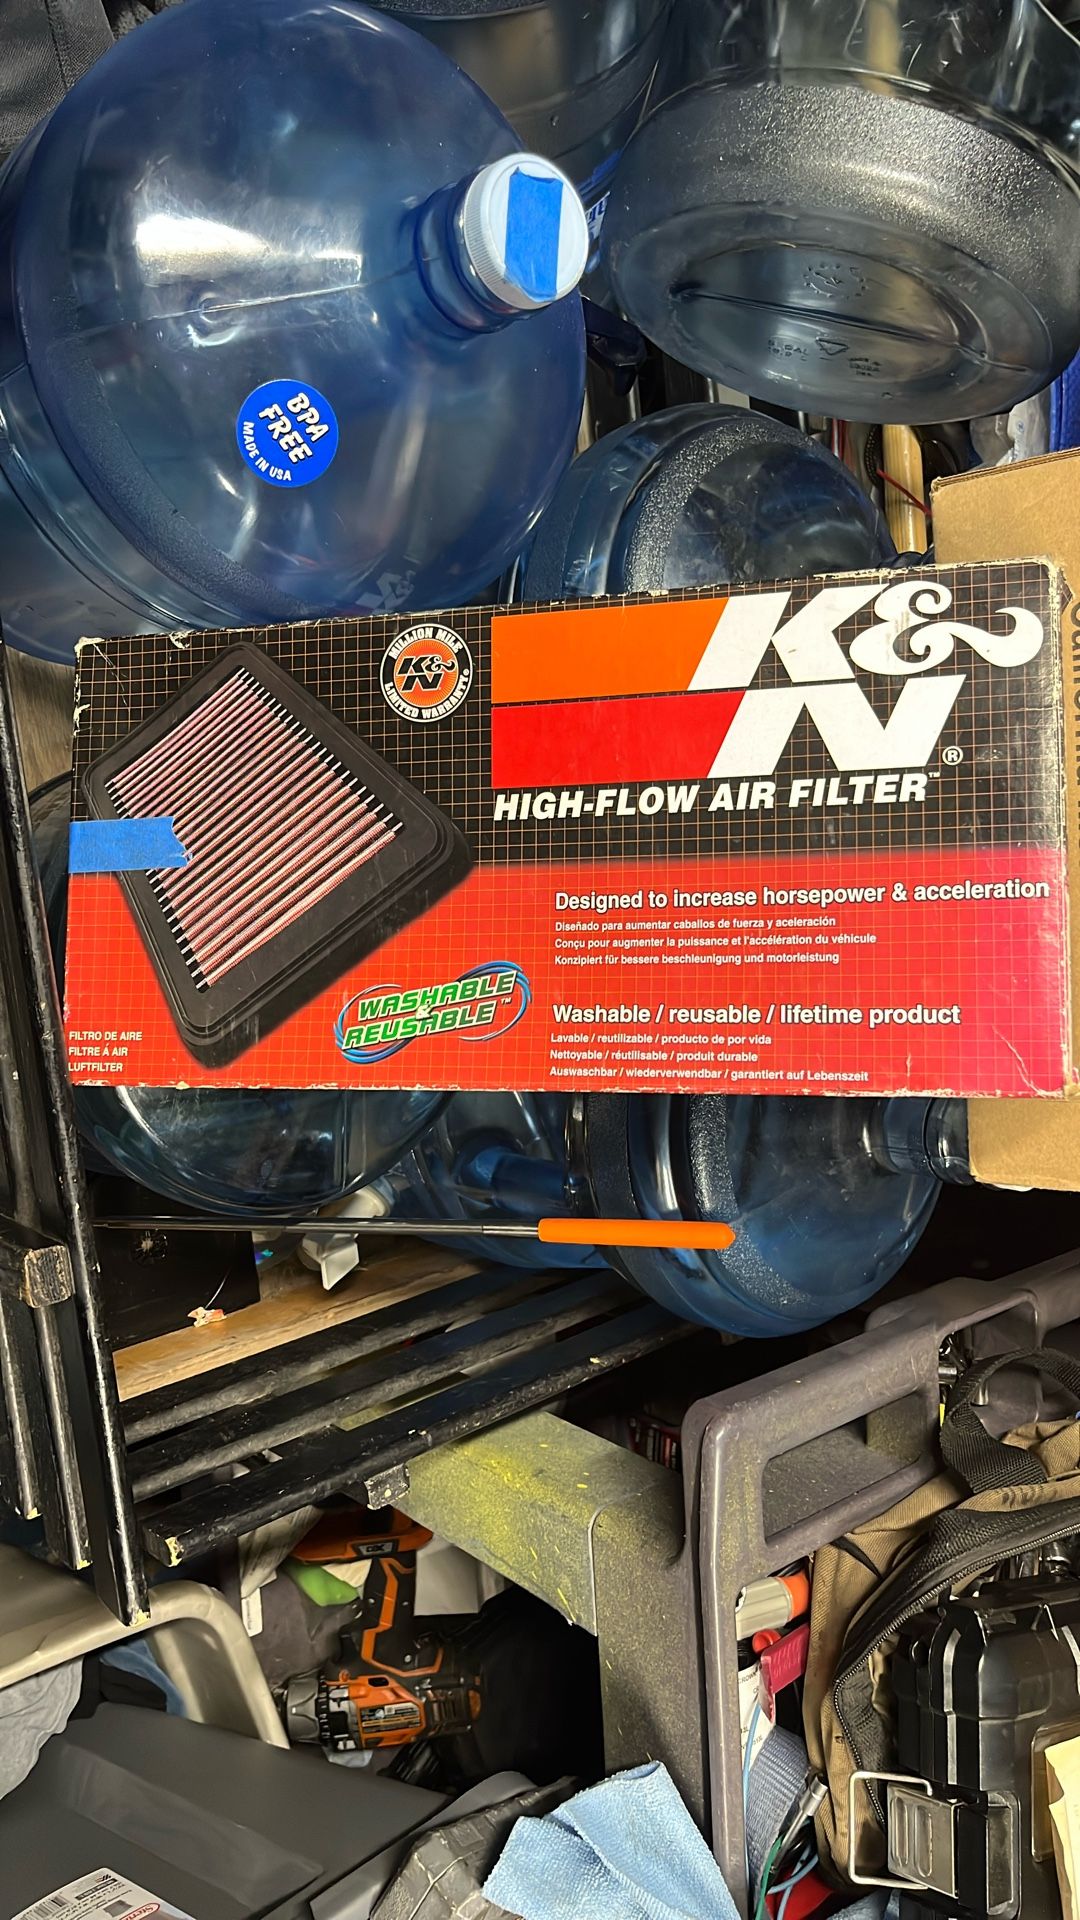 BPA
FREE
MADE IN USA
MILLION MILE
K&N
LIMITED WARRANTY®
K&N®
HIGH-FLOW AIR FILTER™
Designed to increase horsepower & acceleration
Diseñado para aumentar caballos de fuerza y aceleración
Conçu pour augmenter la puissance et l'accélération du véhicule
Konzipiert für bessere beschleunigung und motorleistung
WASHABLE
&
REUSABLE™
Washable / reusable / lifetime product
Lavable / reutilizable / producto de por vida
Nettoyable / réutilisable / produit durable
Auswaschbar / wiederverwendbar / garantiert auf Lebenszeit
FILTRO DE AIRE
FILTRE À AIR
LUFTFILTER